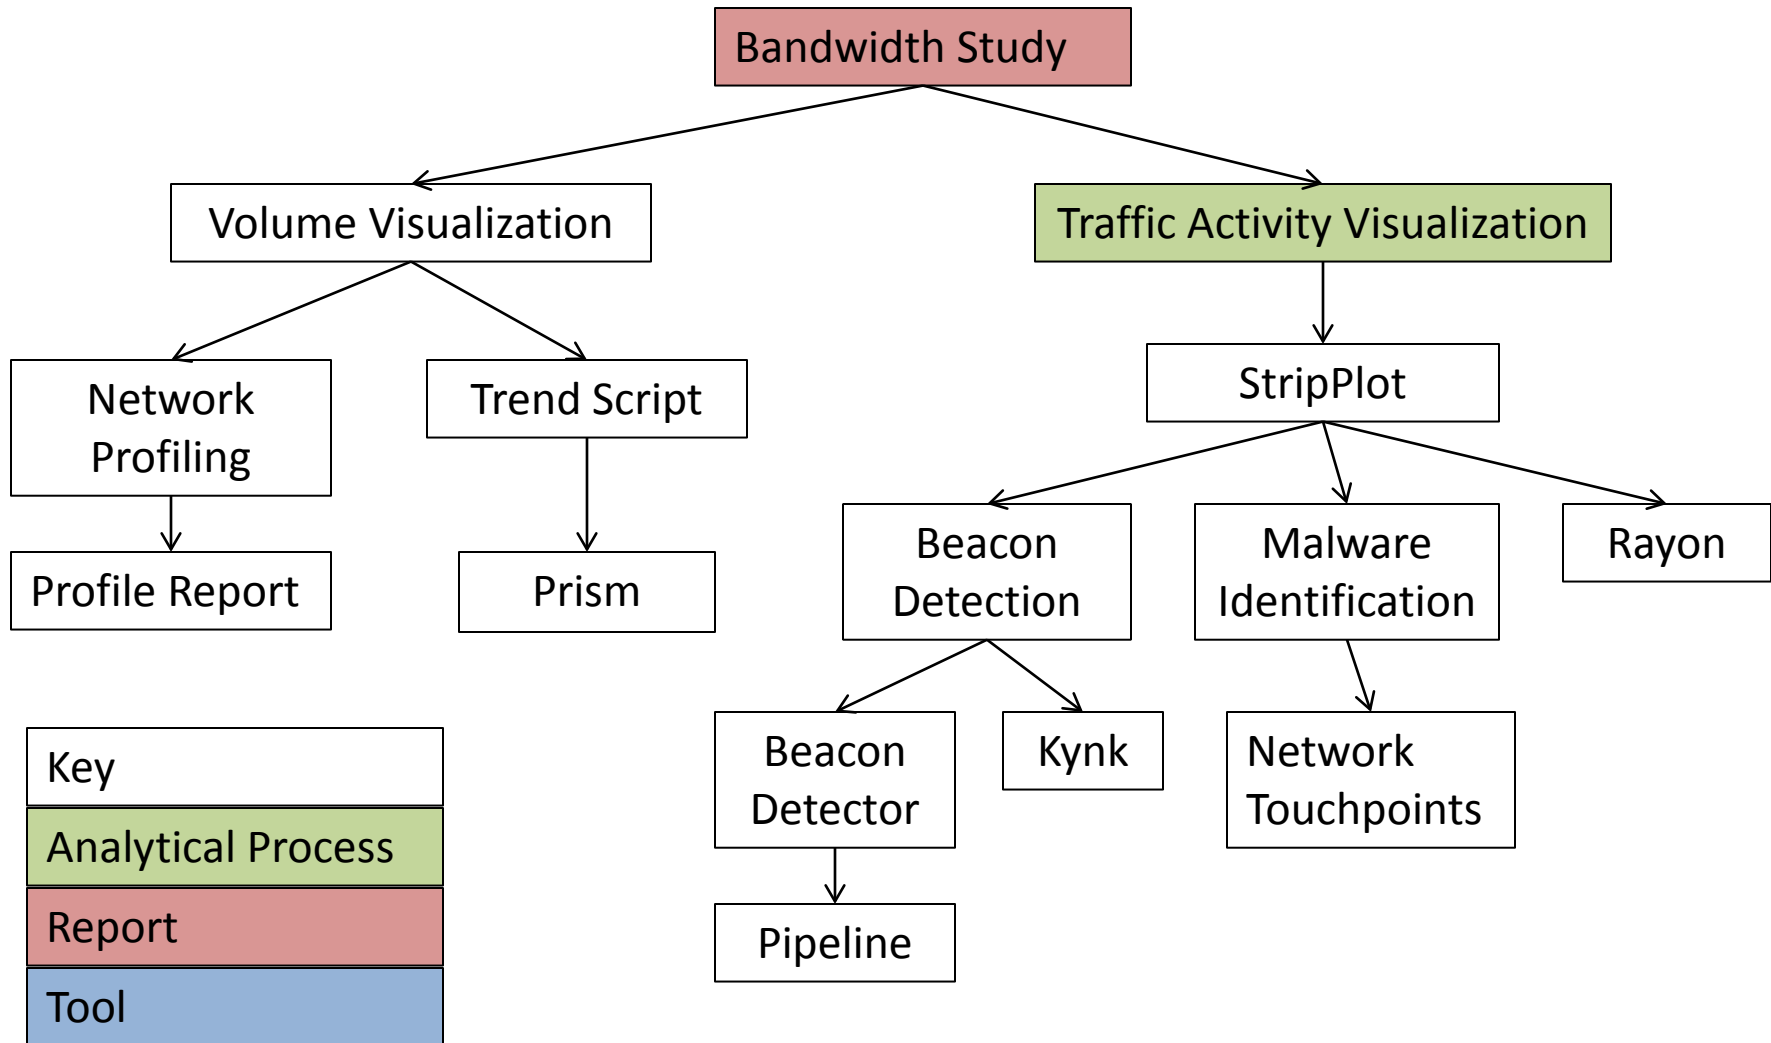 Bandwidth Study
Volume Visualization
Traffic Activity Visualization
Network
Profiling
Trend Script
StripPlot
Profile Report
Prism
Beacon
Detection
Malware
Identification
Rayon
Beacon
Detector
Kynk
Network
Touchpoints
Pipeline
Key
Analytical Process
Report
Tool